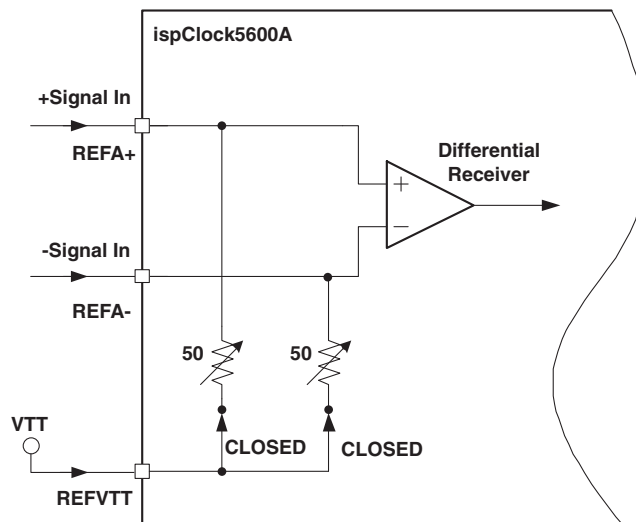 ispClock5600A
+Signal In
REFA+
Differential
Receiver
+
−
-Signal In
REFA-
50
50
VTT
CLOSED
CLOSED
REFVTT